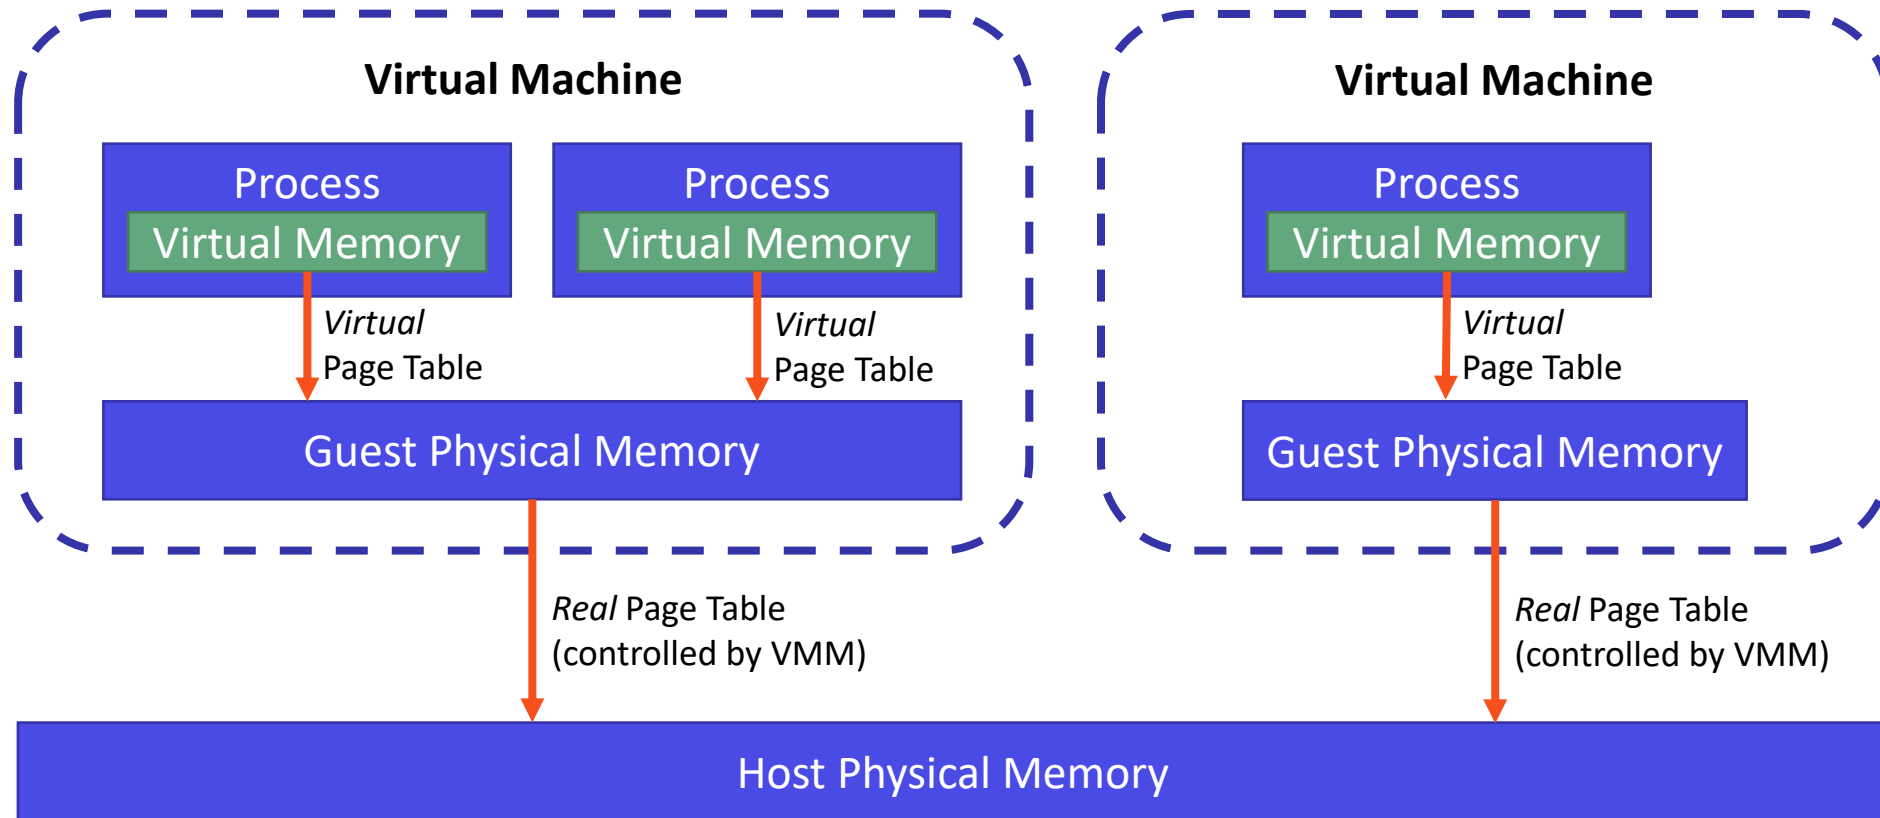 Virtual Machine
Process
Virtual Memory
Process
Virtual Memory
Virtual
Page Table
Virtual
Page Table
Guest Physical Memory
Real Page Table
(controlled by VMM)
Virtual Machine
Process
Virtual Memory
Virtual
Page Table
Guest Physical Memory
Real Page Table
(controlled by VMM)
Host Physical Memory